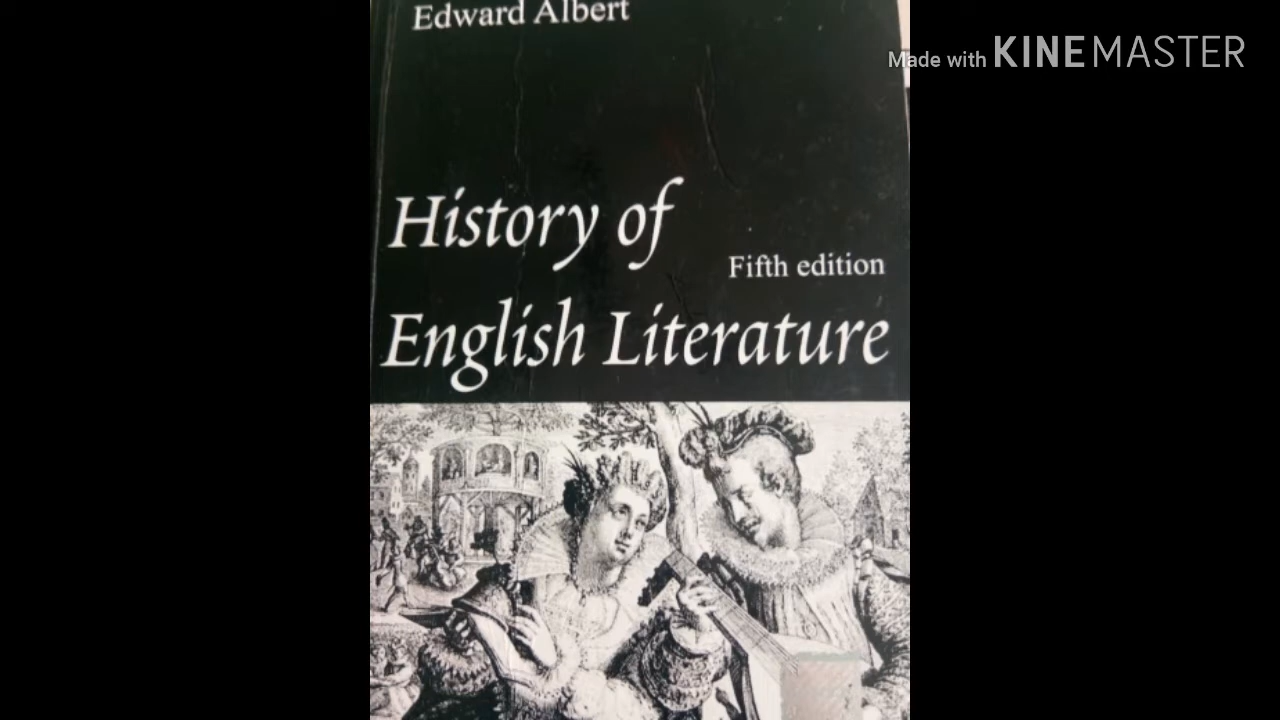 Edward Albert
Made with KINEMASTER
History of
Fifth edition
English Literature